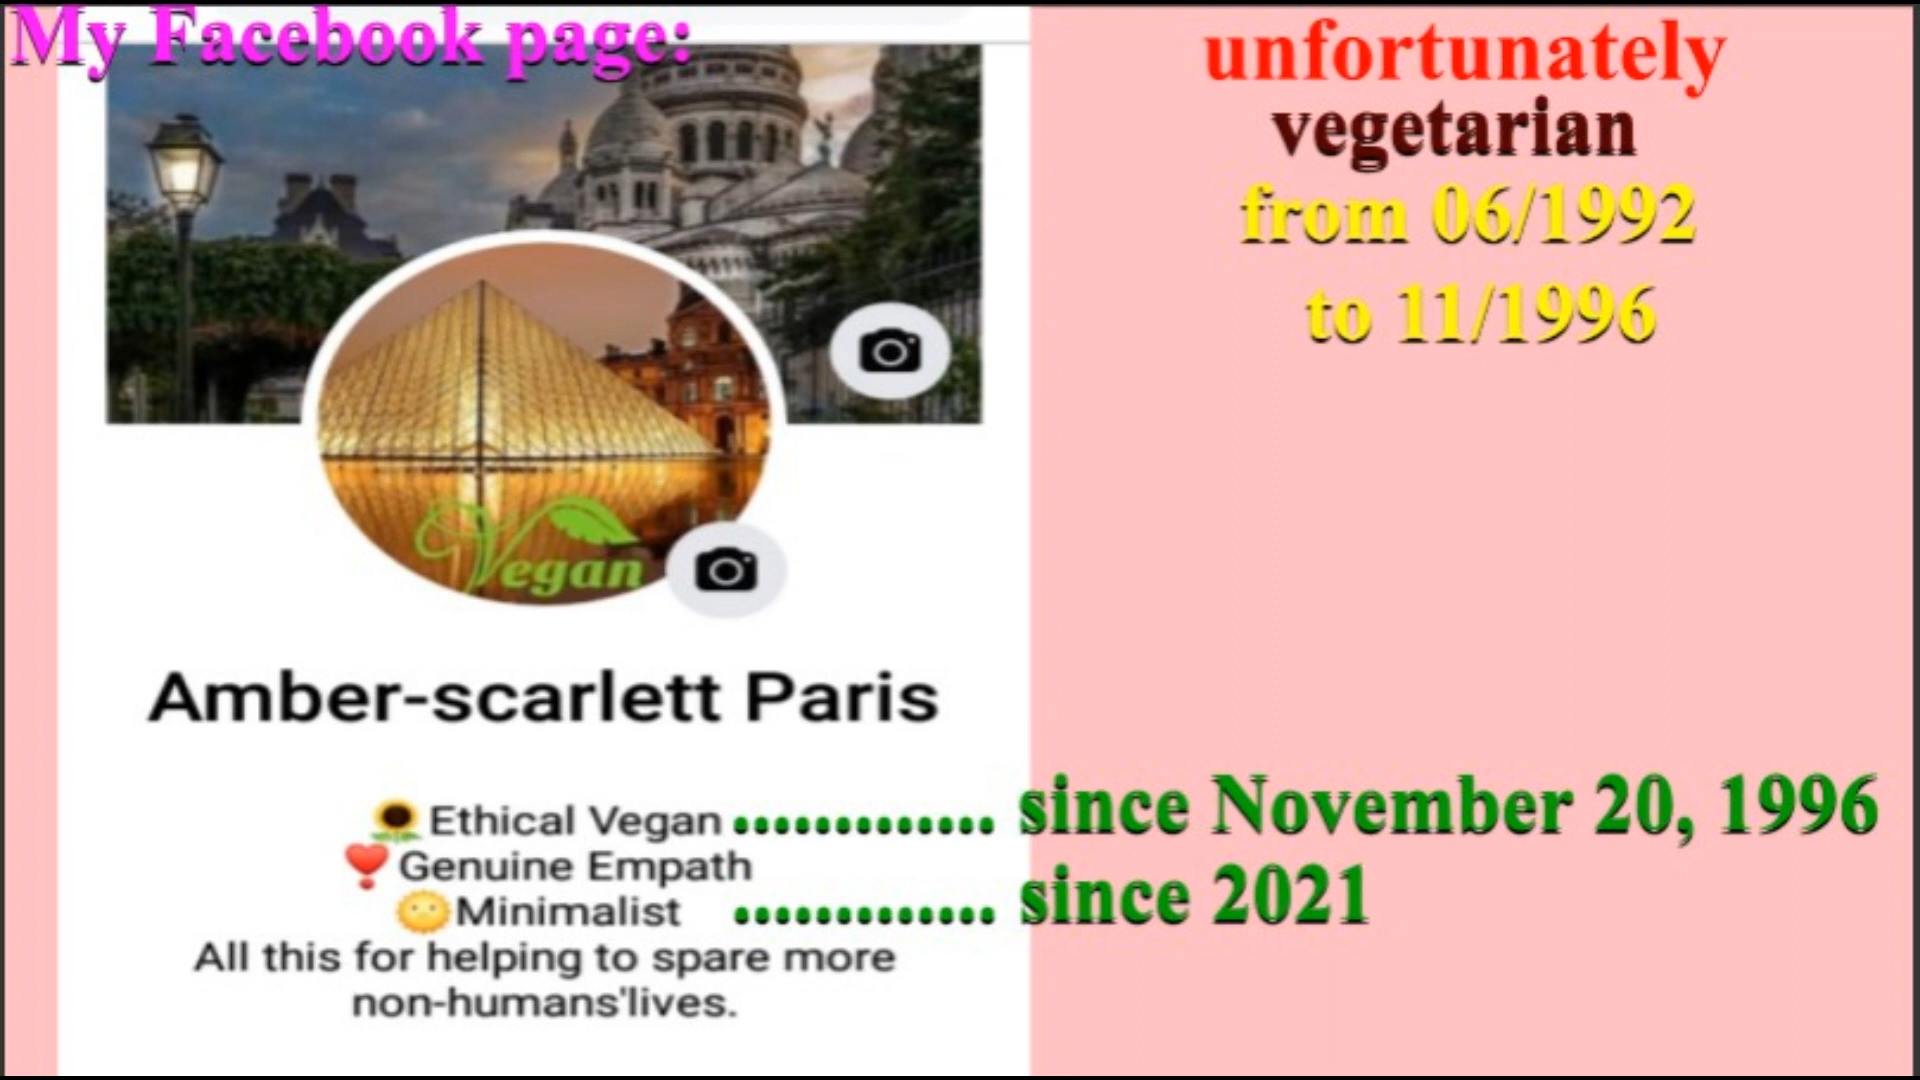 My Facebook page:
unfortunately
vegetarian
from 06/1992
to 11/1996
Vegan
Amber-scarlett Paris
Ethical Vegan ............. since November 20, 1996
Genuine Empath
Minimalist ............. since 2021
All this for helping to spare more
non-humans'lives.